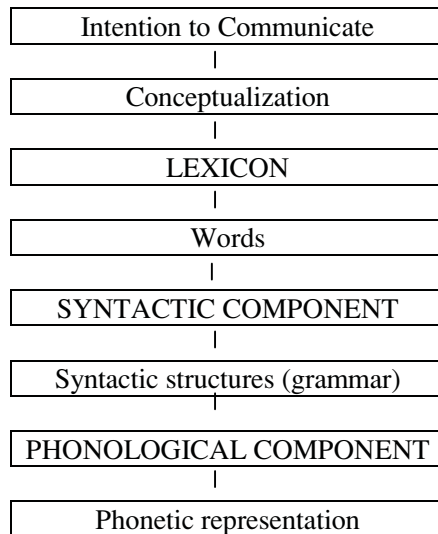 Intention to Communicate
Conceptualization
LEXICON
Words
SYNTACTIC COMPONENT
Syntactic structures (grammar)
PHONOLOGICAL COMPONENT
Phonetic representation